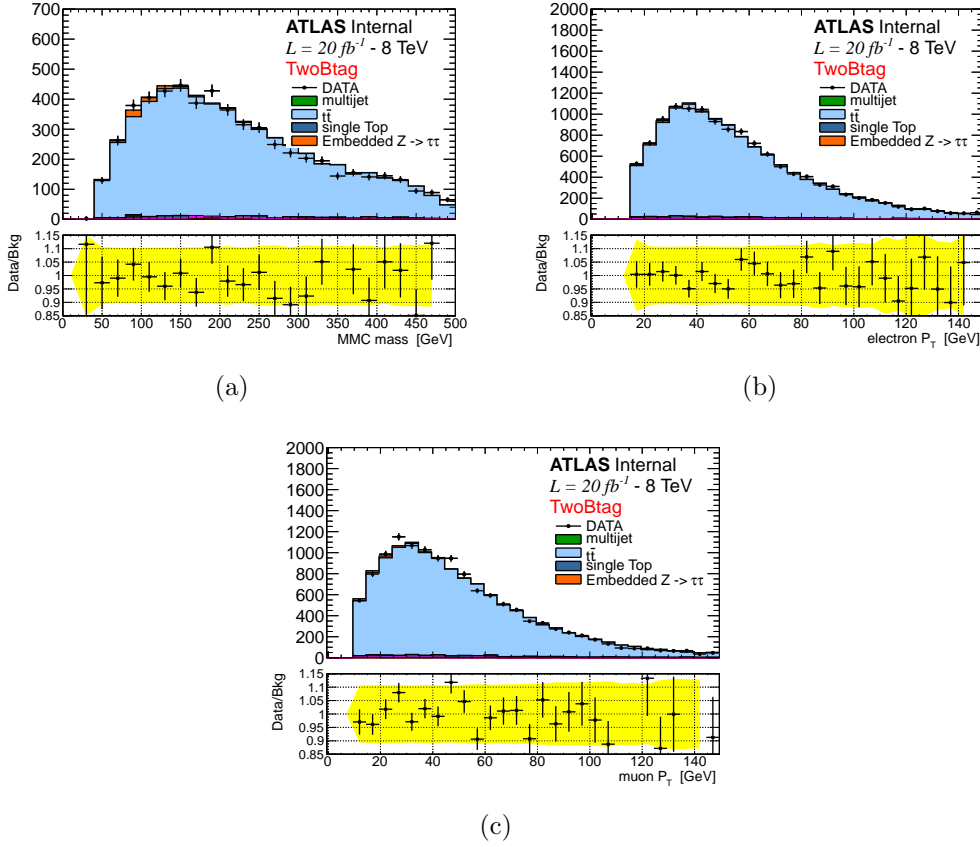 700
600
500
400
300
200
100
0
ATLAS Internal
L = 20 fb⁻¹ - 8 TeV
TwoBtag
DATA
multijet
tt̄
single Top
Embedded Z -> ττ
Data/Bkg
1.15
1.1
1.05
1
0.95
0.9
0.85
0 50 100 150 200 250 300 350 400 450 500
MMC mass [GeV]
(a)
2000
1800
1600
1400
1200
1000
800
600
400
200
0
ATLAS Internal
L = 20 fb⁻¹ - 8 TeV
TwoBtag
DATA
multijet
tt̄
single Top
Embedded Z -> ττ
Data/Bkg
1.15
1.1
1.05
1
0.95
0.9
0.85
0 20 40 60 80 100 120 140
electron P_T [GeV]
(b)
2000
1800
1600
1400
1200
1000
800
600
400
200
0
ATLAS Internal
L = 20 fb⁻¹ - 8 TeV
TwoBtag
DATA
multijet
tt̄
single Top
Embedded Z -> ττ
Data/Bkg
1.15
1.1
1.05
1
0.95
0.9
0.85
0 20 40 60 80 100 120 140
muon P_T [GeV]
(c)